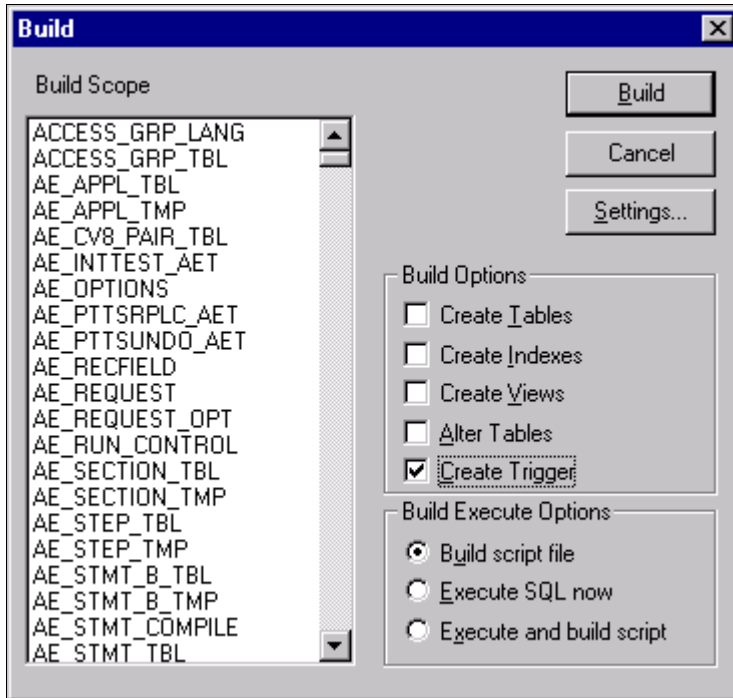 Build
Build Scope
ACCESS_GRP_LANG
ACCESS_GRP_TBL
AE_APPL_TBL
AE_APPL_TMP
AE_CV8_PAIR_TBL
AE_INTTEST_AET
AE_OPTIONS
AE_PTTSRPLC_AET
AE_PTTSUNDO_AET
AE_RECFIELD
AE_REQUEST
AE_REQUEST_OPT
AE_RUN_CONTROL
AE_SECTION_TBL
AE_SECTION_TMP
AE_STEP_TBL
AE_STEP_TMP
AE_STMT_B_TBL
AE_STMT_B_TMP
AE_STMT_COMPILE
AE_STMT_TBL
Build
Cancel
Settings...
Build Options
Create Tables
Create Indexes
Create Views
Alter Tables
Create Trigger
Build Execute Options
Build script file
Execute SQL now
Execute and build script